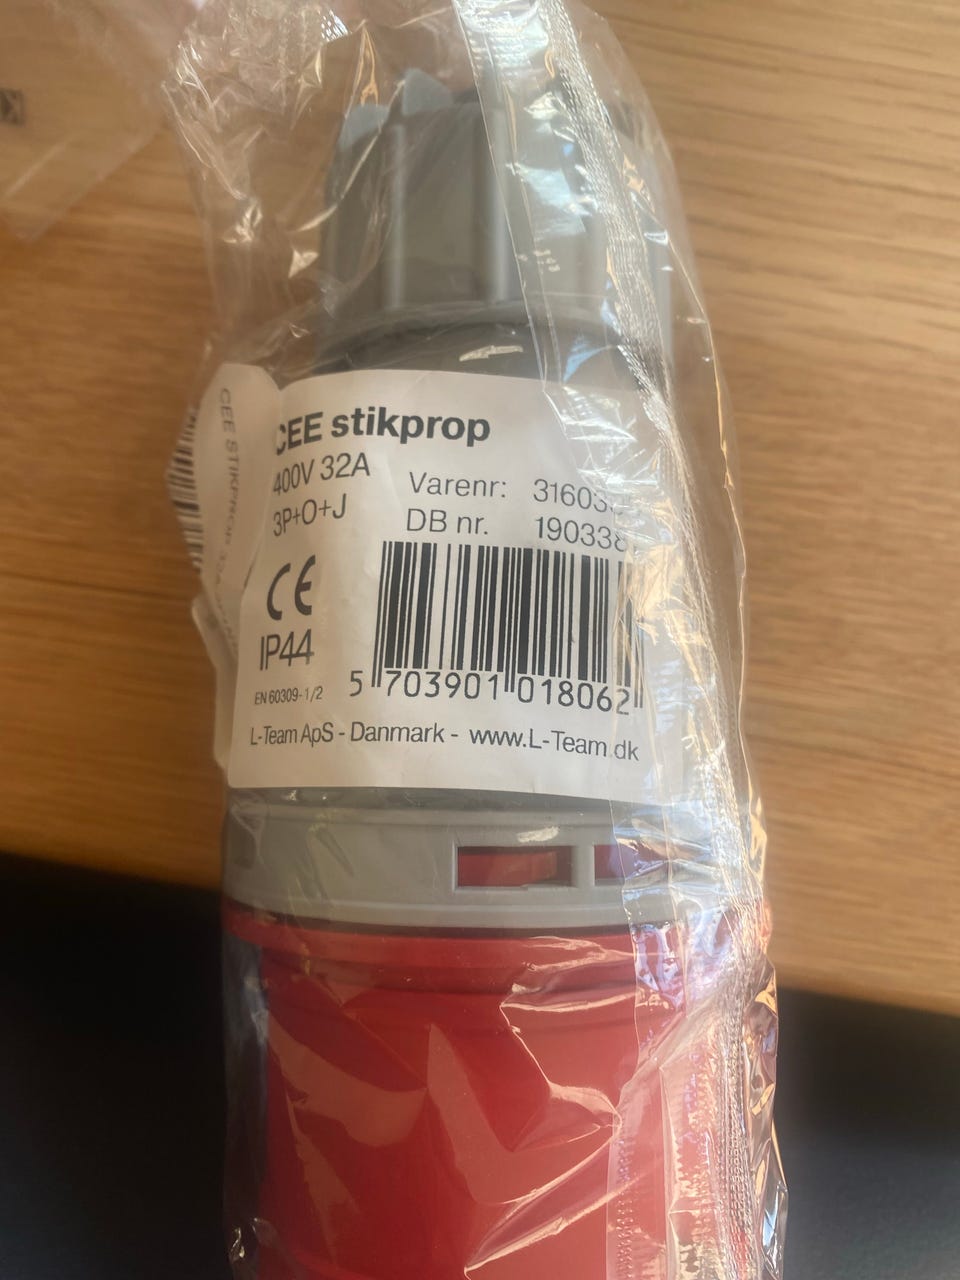 CEE stikprop
400V 32A
3P+O+J
Varenr:
DB nr.
CE
IP44
EN 60309-1/2
5 703901 018062
L-Team ApS - Danmark - www.L-Team.dk
CEE STIKPROP 32A